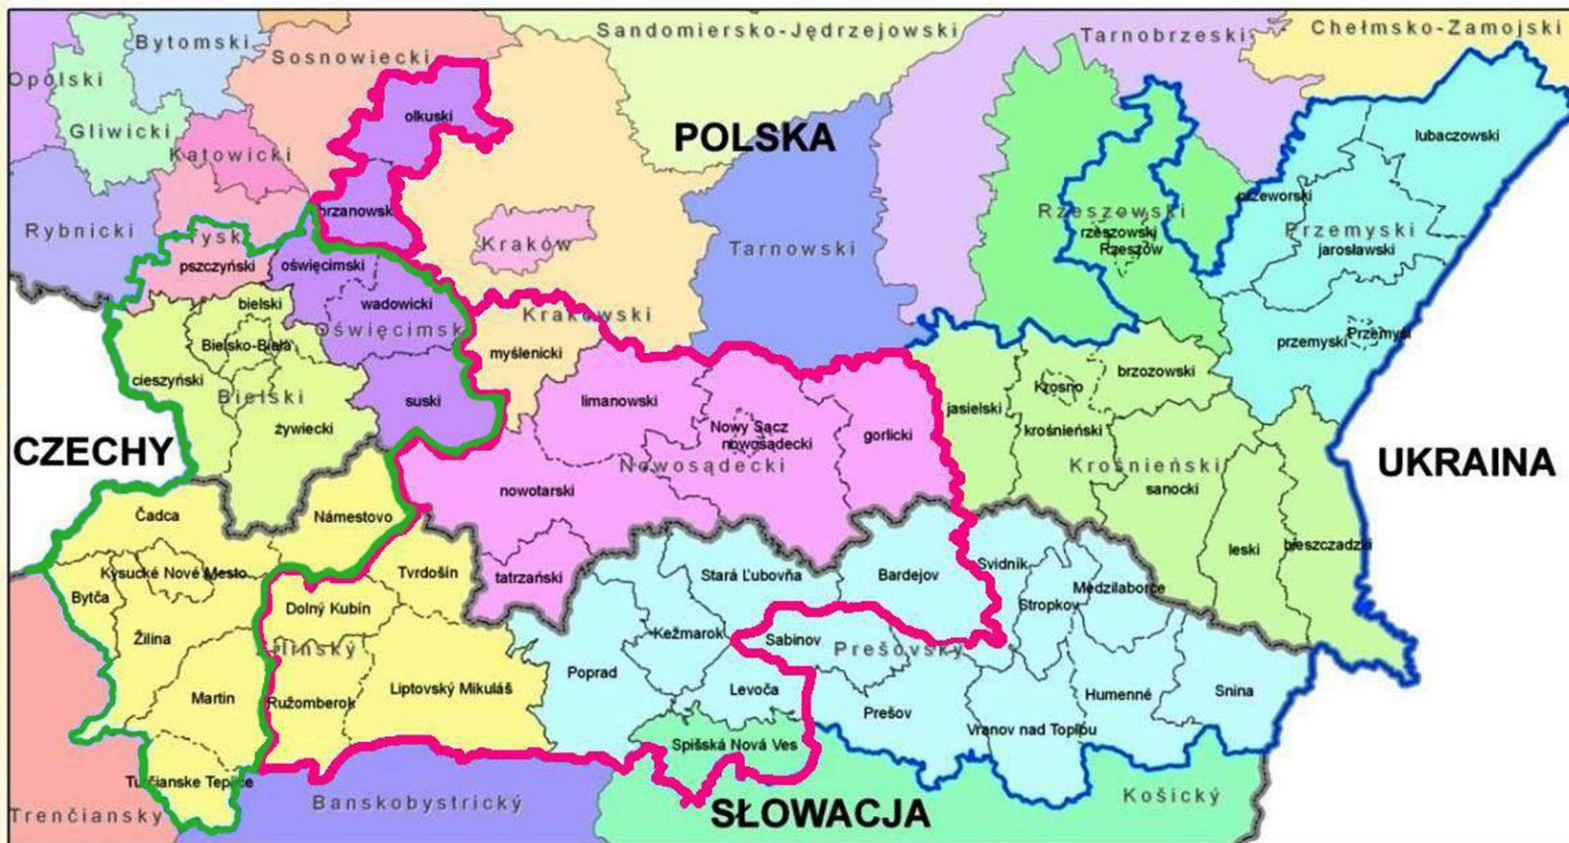 Sandomiersko-Jędrzejowski
Tarnobrzeski
Chełmsko-Zamojski
Bytomski
Sosnowiecki
Opolski
olkuski
Gliwicki
POLSKA
lubaczowski
Katowicki
przeworski
hrzanowsk
Rybnicki
Tysk
Kraków
Tarnowski
Rzeszowski
rzeszowski
Rzeszów
Przemyski
jarosławski
pszczyński
oświęcimski
bielski
wadowicki
Oświęcimsk
Krakowski
Bielsko-Biała
myślenicki
przemyski
Przemyśl
cieszyński
Bielski
suski
limanowski
jasielski
Krosno
brzozowski
żywiecki
Nowy Sącz
nowosądecki
gorlicki
krośnieński
CZECHY
Nowosądecki
Krośnieński
UKRAINA
nowotarski
sanocki
Čadca
Námestovo
leski
bieszczadzki
Kysucké Nové Mesto
Tvrdošín
tatrzański
Stará Ľubovňa
Bardejov
Svidník
Medzilaborce
Bytča
Dolný Kubín
Stropkov
Žilina
ilinský
Kežmarok
Sabinov
Prešovský
Poprad
Martin
Ružomberok
Liptovský Mikuláš
Levoča
Humenné
Snina
Prešov
Vranov nad Topľou
Spišská Nová Ves
Turčianske Teplice
Trenčiansky
Banskobystrický
SŁOWACJA
Košický